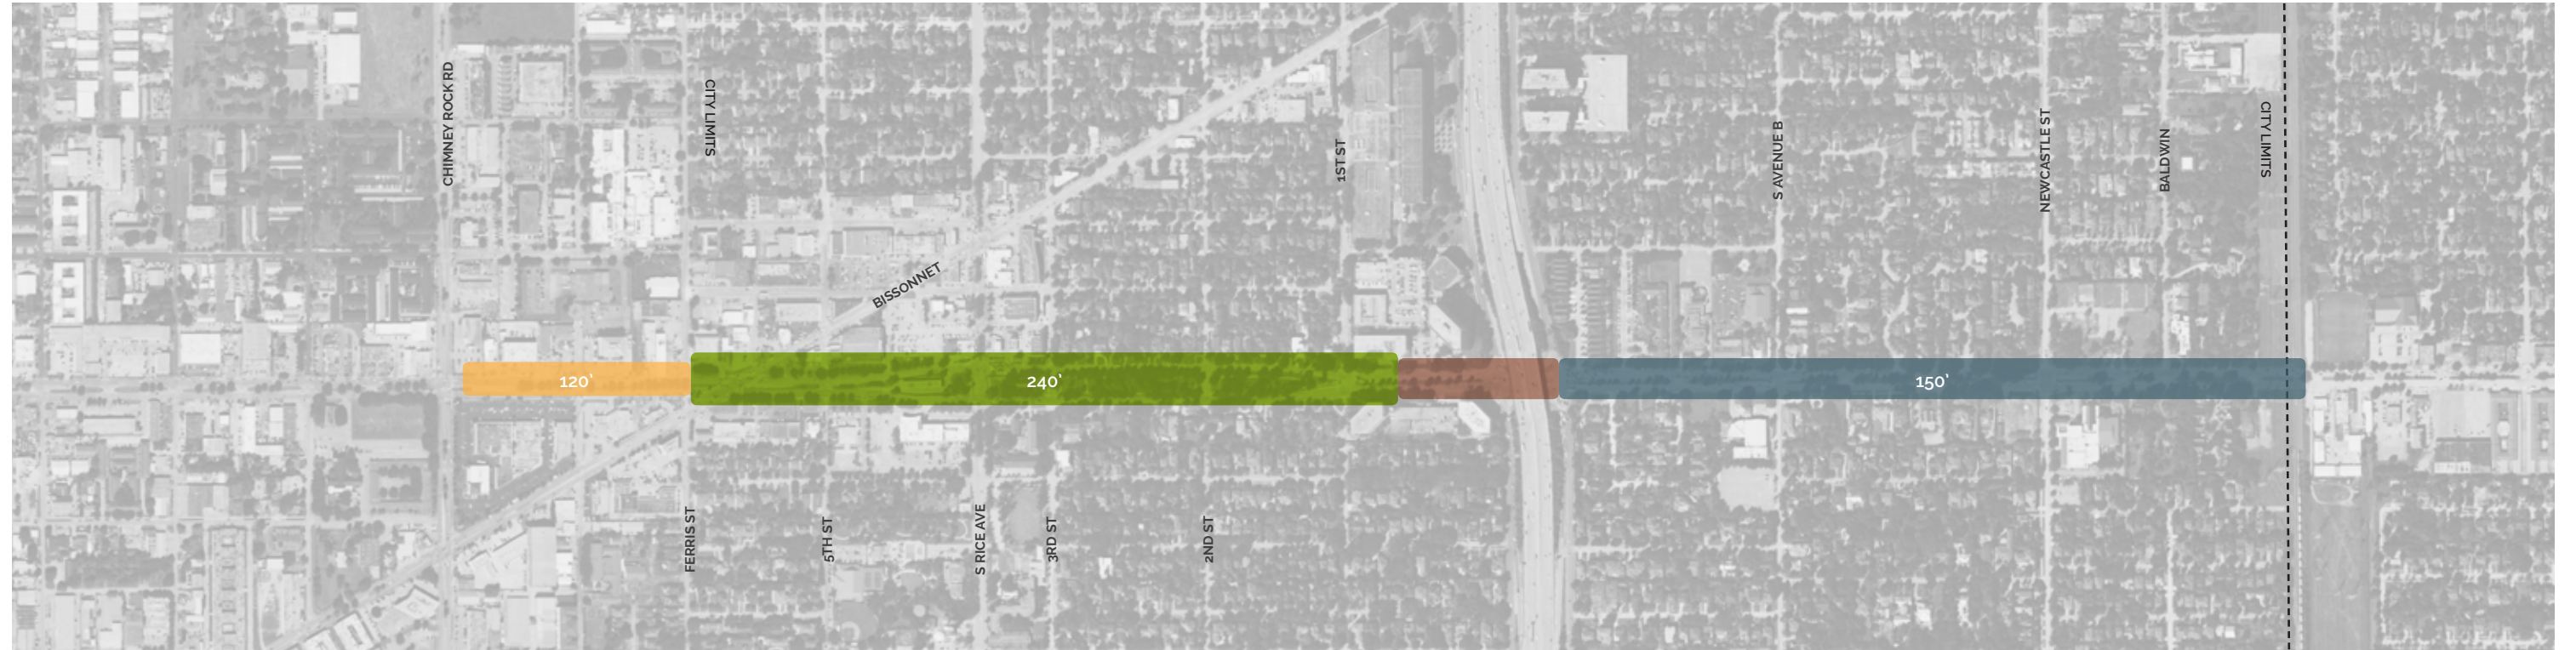 CHIMNEY ROCK RD
CITY LIMITS
1ST ST
S AVENUE B
NEWCASTLE ST
BALDWIN
CITY LIMITS
BISSONNET
120'
240'
150'
FERRIS ST
5TH ST
S RICE AVE
3RD ST
2ND ST